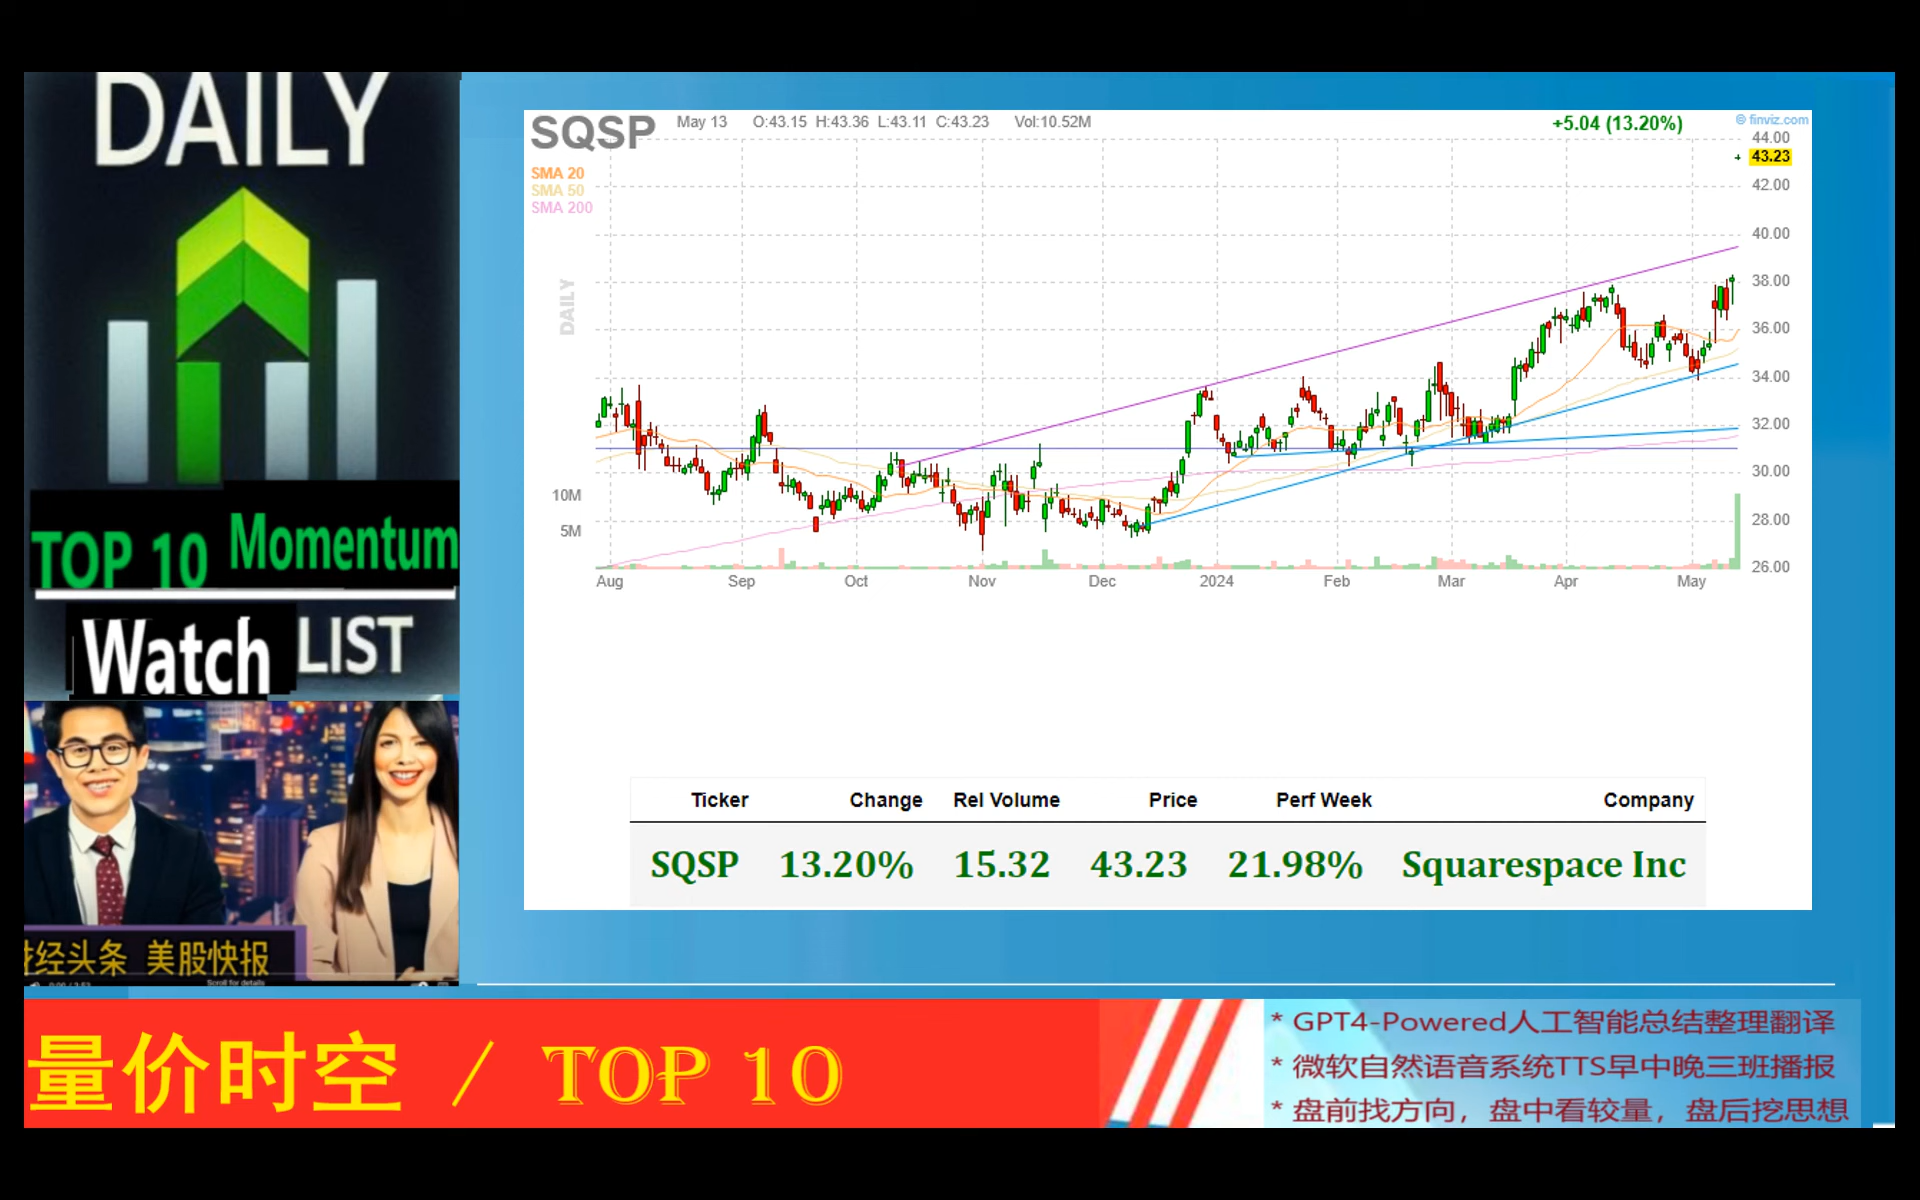 DAILY
TOP 10 Momentum
Watch LIST
财经头条 美股快报
Scroll for details
SQSP May 13 O:43.15 H:43.36 L:43.11 C:43.23 Vol:10.52M +5.04 (13.20%) © finviz.com
SMA 20
SMA 50
SMA 200
DAILY
44.00
43.23
42.00
40.00
38.00
36.00
34.00
32.00
30.00
28.00
26.00
10M
5M
Aug Sep Oct Nov Dec 2024 Feb Mar Apr May
Ticker Change Rel Volume Price Perf Week Company
SQSP 13.20% 15.32 43.23 21.98% Squarespace Inc
量价时空 / TOP 10
* GPT4-Powered人工智能总结整理翻译
* 微软自然语音系统TTS早中晚三班播报
* 盘前找方向，盘中看较量，盘后挖思想